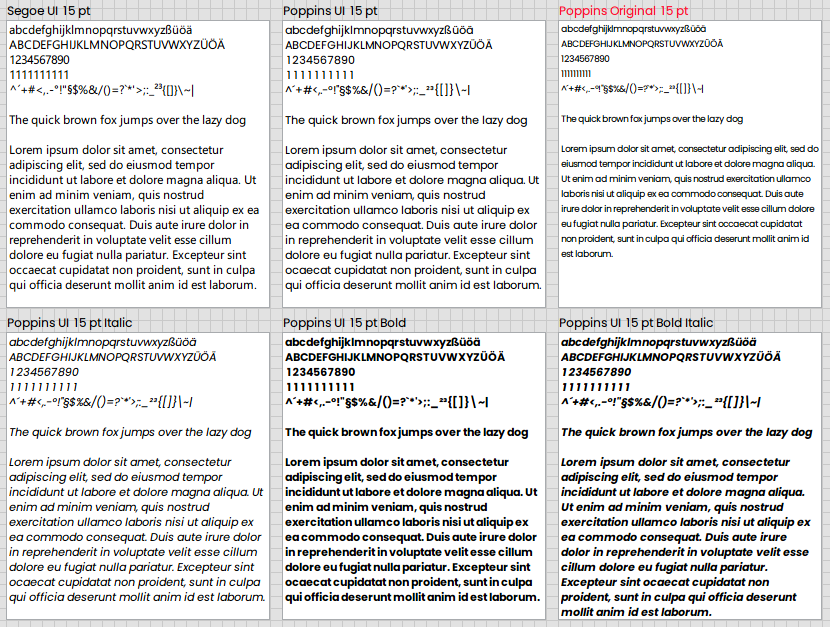 Segoe UI 15 pt
abcdefghijklmnopqrstuvwxyzßüöä
ABCDEFGHIJKLMNOPQRSTUVWXYZÜÖÄ
1234567890
1111111111
^´+#<,.-°!"§$%&/()=?`*'>;:_²³{[]}\~|
The quick brown fox jumps over the lazy dog
Lorem ipsum dolor sit amet, consectetur
adipiscing elit, sed do eiusmod tempor
incididunt ut labore et dolore magna aliqua. Ut
enim ad minim veniam, quis nostrud
exercitation ullamco laboris nisi ut aliquip ex ea
commodo consequat. Duis aute irure dolor in
reprehenderit in voluptate velit esse cillum
dolore eu fugiat nulla pariatur. Excepteur sint
occaecat cupidatat non proident, sunt in culpa
qui officia deserunt mollit anim id est laborum.
Poppins UI 15 pt
abcdefghijklmnopqrstuvwxyzßüöä
ABCDEFGHIJKLMNOPQRSTUVWXYZÜÖÄ
1234567890
1111111111
^´+#<,.-°!"§$%&/()=?`*'>;:_²³{[]}\~|
The quick brown fox jumps over the lazy dog
Lorem ipsum dolor sit amet, consectetur
adipiscing elit, sed do eiusmod tempor
incididunt ut labore et dolore magna aliqua. Ut
enim ad minim veniam, quis nostrud
exercitation ullamco laboris nisi ut aliquip ex
ea commodo consequat. Duis aute irure dolor
in reprehenderit in voluptate velit esse cillum
dolore eu fugiat nulla pariatur. Excepteur sint
occaecat cupidatat non proident, sunt in culpa
qui officia deserunt mollit anim id est laborum.
Poppins Original 15 pt
abcdefghijklmnopqrstuvwxyzßüöä
ABCDEFGHIJKLMNOPQRSTUVWXYZÜÖÄ
1234567890
1111111111
^´+#<,.-°!"§$%&/()=?`*'>;:_²³{[]}\~|
The quick brown fox jumps over the lazy dog
Lorem ipsum dolor sit amet, consectetur adipiscing elit, sed do
eiusmod tempor incididunt ut labore et dolore magna aliqua.
Ut enim ad minim veniam, quis nostrud exercitation ullamco
laboris nisi ut aliquip ex ea commodo consequat. Duis aute
irure dolor in reprehenderit in voluptate velit esse cillum dolore
eu fugiat nulla pariatur. Excepteur sint occaecat cupidatat
non proident, sunt in culpa qui officia deserunt mollit anim id
est laborum.
Poppins UI 15 pt Italic
abcdefghijklmnopqrstuvwxyzßüöä
ABCDEFGHIJKLMNOPQRSTUVWXYZÜÖÄ
1234567890
1111111111
^´+#<,.-°!"§$%&/()=?`*'>;:_²³{[]}\~|
The quick brown fox jumps over the lazy dog
Lorem ipsum dolor sit amet, consectetur
adipiscing elit, sed do eiusmod tempor
incididunt ut labore et dolore magna aliqua. Ut
enim ad minim veniam, quis nostrud
exercitation ullamco laboris nisi ut aliquip ex
ea commodo consequat. Duis aute irure dolor
in reprehenderit in voluptate velit esse cillum
dolore eu fugiat nulla pariatur. Excepteur sint
occaecat cupidatat non proident, sunt in culpa
qui officia deserunt mollit anim id est laborum.
Poppins UI 15 pt Bold
abcdefghijklmnopqrstuvwxyzßüöä
ABCDEFGHIJKLMNOPQRSTUVWXYZÜÖÄ
1234567890
1111111111
^´+#<,.-°!"§$%&/()=?`*'>;:_²³{[]}\~|
The quick brown fox jumps over the lazy dog
Lorem ipsum dolor sit amet, consectetur
adipiscing elit, sed do eiusmod tempor
incididunt ut labore et dolore magna aliqua. Ut
enim ad minim veniam, quis nostrud
exercitation ullamco laboris nisi ut aliquip ex
ea commodo consequat. Duis aute irure dolor
in reprehenderit in voluptate velit esse cillum
dolore eu fugiat nulla pariatur. Excepteur sint
occaecat cupidatat non proident, sunt in culpa
qui officia deserunt mollit anim id est laborum.
Poppins UI 15 pt Bold Italic
abcdefghijklmnopqrstuvwxyzßüöä
ABCDEFGHIJKLMNOPQRSTUVWXYZÜÖÄ
1234567890
1111111111
^´+#<,.-°!"§$%&/()=?`*'>;:_²³{[]}\~|
The quick brown fox jumps over the lazy dog
Lorem ipsum dolor sit amet, consectetur
adipiscing elit, sed do eiusmod tempor
incididunt ut labore et dolore magna aliqua.
Ut enim ad minim veniam, quis nostrud
exercitation ullamco laboris nisi ut aliquip ex
ea commodo consequat. Duis aute irure
dolor in reprehenderit in voluptate velit esse
cillum dolore eu fugiat nulla pariatur.
Excepteur sint occaecat cupidatat non
proident, sunt in culpa qui officia deserunt
mollit anim id est laborum.